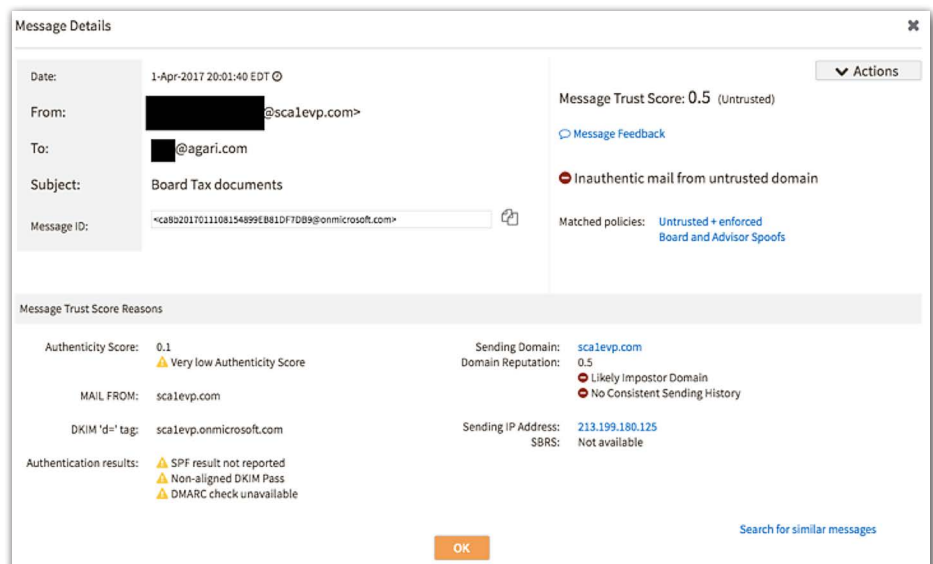 Message Details
Date: 1-Apr-2017 20:01:40 EDT
Actions
From: @sca1evp.com>
Message Trust Score: 0.5 (Untrusted)
To: @agari.com
Message Feedback
Subject: Board Tax documents
Inauthentic mail from untrusted domain
Message ID: <ca8b2017011108154899EB81DF7DB9@onmicrosoft.com>
Matched policies: Untrusted + enforced
Board and Advisor Spoofs
Message Trust Score Reasons
Authenticity Score: 0.1
Very low Authenticity Score
MAIL FROM: sca1evp.com
DKIM 'd=' tag: sca1evp.onmicrosoft.com
Authentication results: SPF result not reported
Non-aligned DKIM Pass
DMARC check unavailable
Sending Domain: sca1evp.com
Domain Reputation: 0.5
Likely Impostor Domain
No Consistent Sending History
Sending IP Address: 213.199.180.125
SBRS: Not available
Search for similar messages
OK